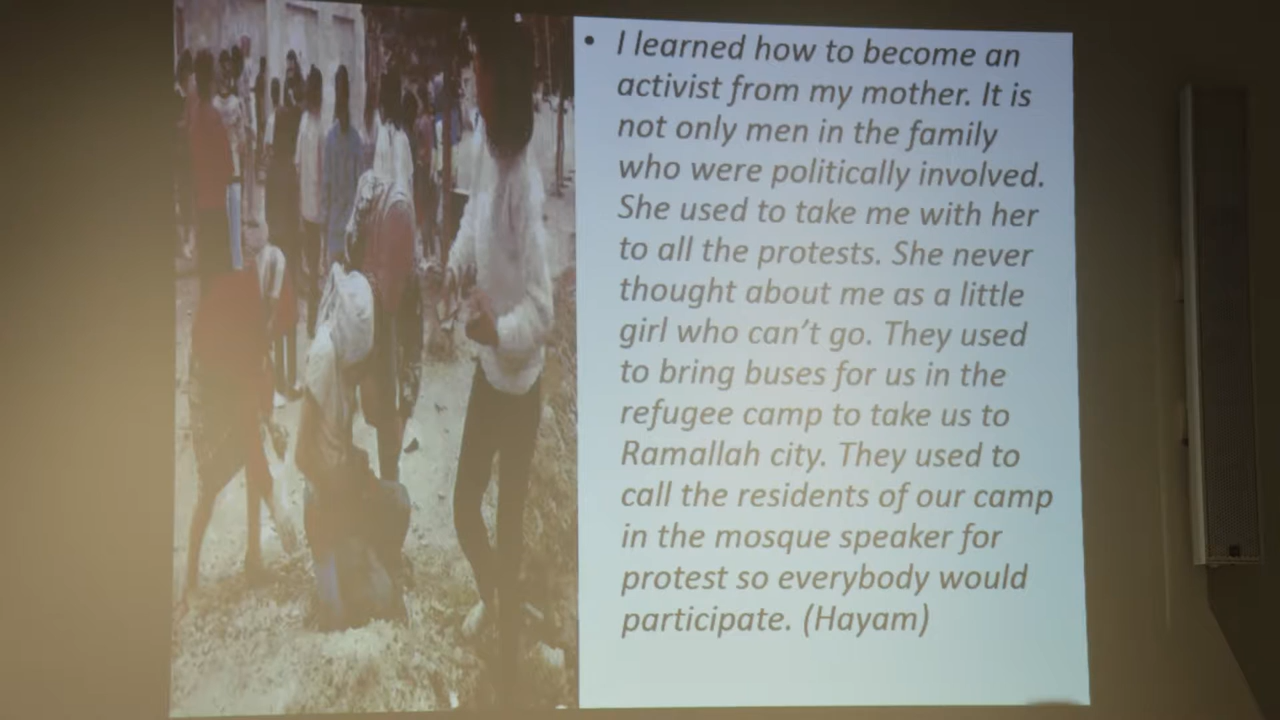 • I learned how to become an
activist from my mother. It is
not only men in the family
who were politically involved.
She used to take me with her
to all the protests. She never
thought about me as a little
girl who can't go. They used
to bring buses for us in the
refugee camp to take us to
Ramallah city. They used to
call the residents of our camp
in the mosque speaker for
protest so everybody would
participate. (Hayam)